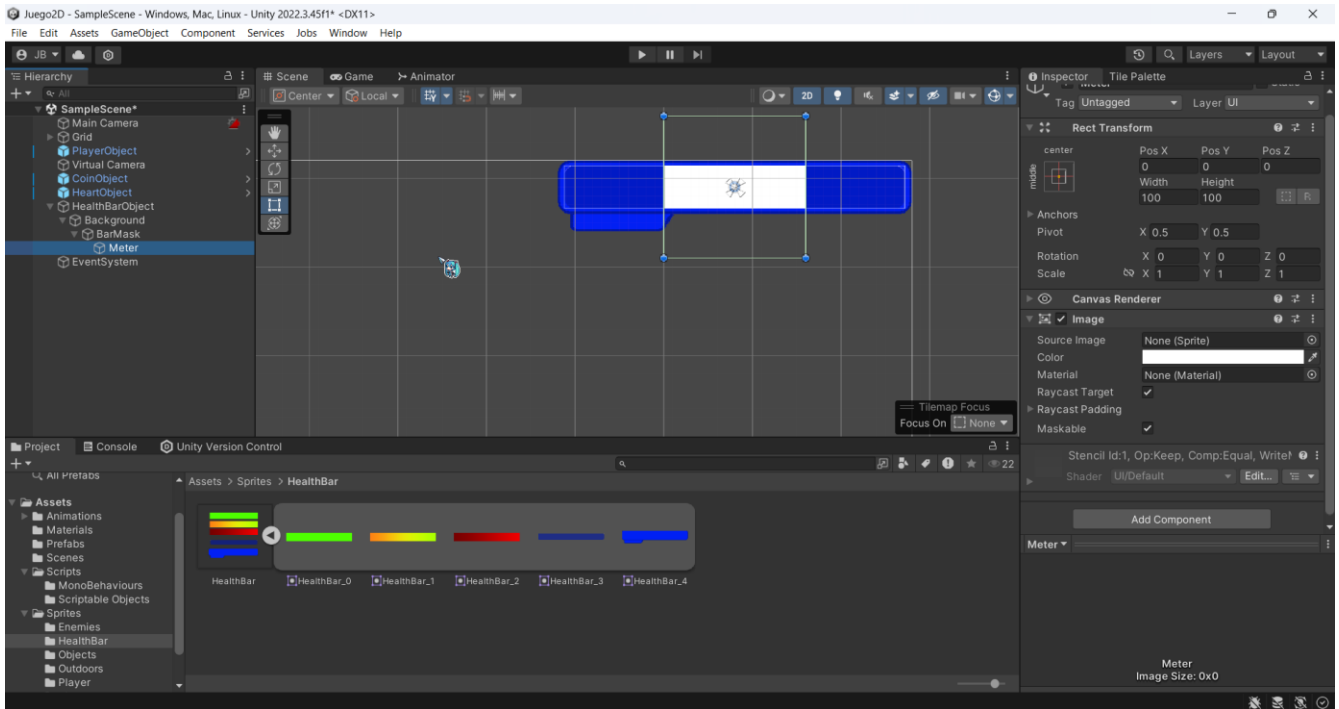 Juego2D - SampleScene - Windows, Mac, Linux - Unity 2022.3.45f1* <DX11>
File Edit Assets GameObject Component Services Jobs Window Help
JB
Layers Layout
Hierarchy
All
SampleScene*
Main Camera
Grid
PlayerObject
Virtual Camera
CoinObject
HeartObject
HealthBarObject
Background
BarMask
Meter
EventSystem
Scene Game Animator
Center Local 2D
Tilemap Focus
Focus On None
Inspector Tile Palette
Tag Untagged Layer UI
Rect Transform
center Pos X Pos Y Pos Z
middle
0 0 0
Width Height
100 100 R
Anchors
Pivot X 0.5 Y 0.5
Rotation X 0 Y 0 Z 0
Scale X 1 Y 1 Z 1
Canvas Renderer
Image
Source Image None (Sprite)
Color
Material None (Material)
Raycast Target
Raycast Padding
Maskable
Stencil Id:1, Op:Keep, Comp:Equal,
Shader UI/Default Edit...
Add Component
Meter
Meter
Image Size: 0x0
Project Console Unity Version Control
22
All Prefabs
Assets
Animations
Materials
Prefabs
Scenes
Scripts
MonoBehaviours
Scriptable Objects
Sprites
Enemies
HealthBar
Objects
Outdoors
Player
Assets > Sprites > HealthBar
HealthBar HealthBar_0 HealthBar_1 HealthBar_2 HealthBar_3 HealthBar_4